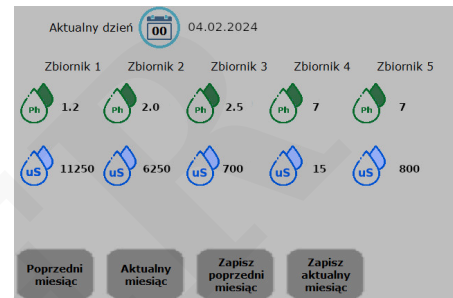 Aktualny dzień 00 04.02.2024
Zbiornik 1 Zbiornik 2 Zbiornik 3 Zbiornik 4 Zbiornik 5
Ph 1.2 Ph 2.0 Ph 2.5 Ph 7 Ph 7
uS 11250 uS 6250 uS 700 uS 15 uS 800
Poprzedni miesiąc
Aktualny miesiąc
Zapisz poprzedni miesiąc
Zapisz aktualny miesiąc